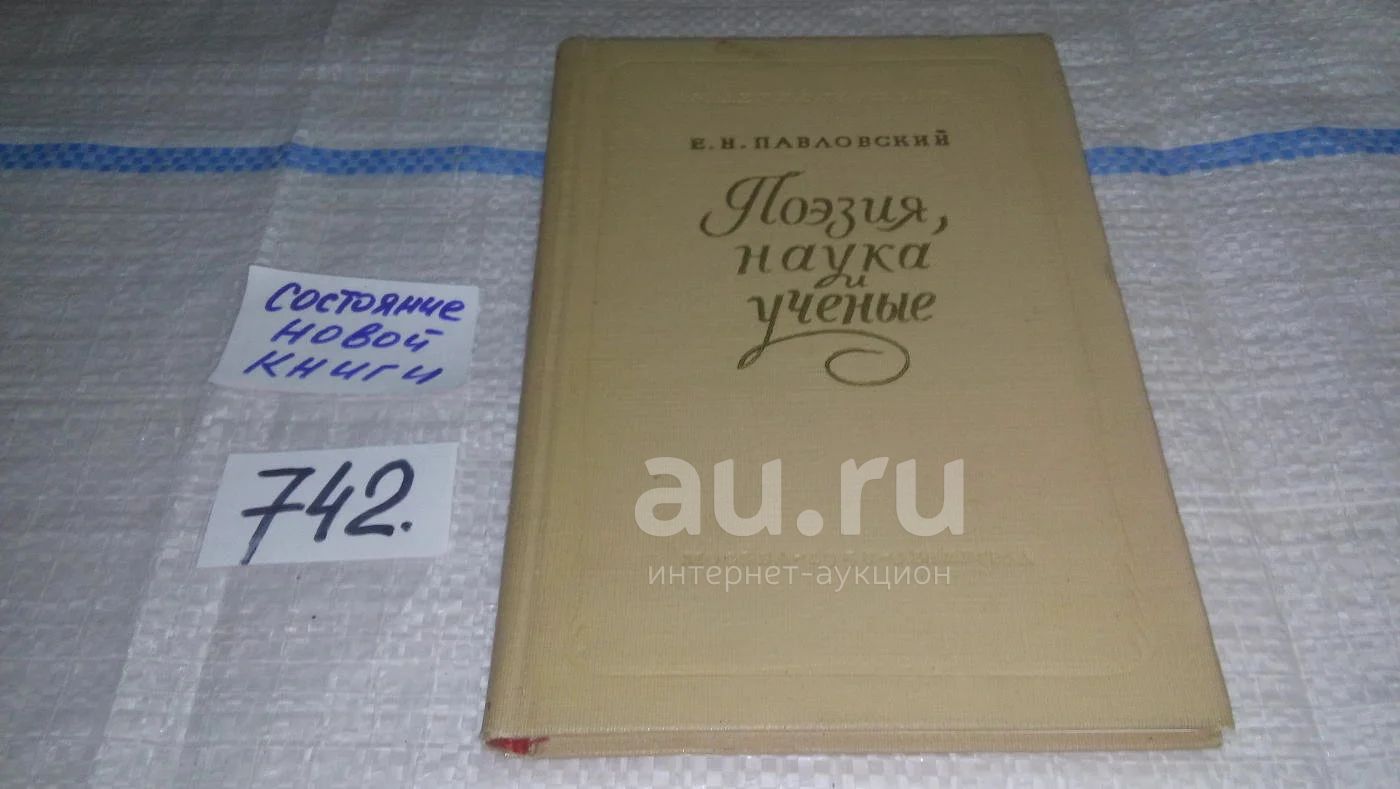 Е. Н. ПАВЛОВСКИЙ
Поэзия,
наука
и
ученые
СОСТОЯНИЕ
НОВОЙ
КНИГИ
742.
au.ru
интернет-аукцион